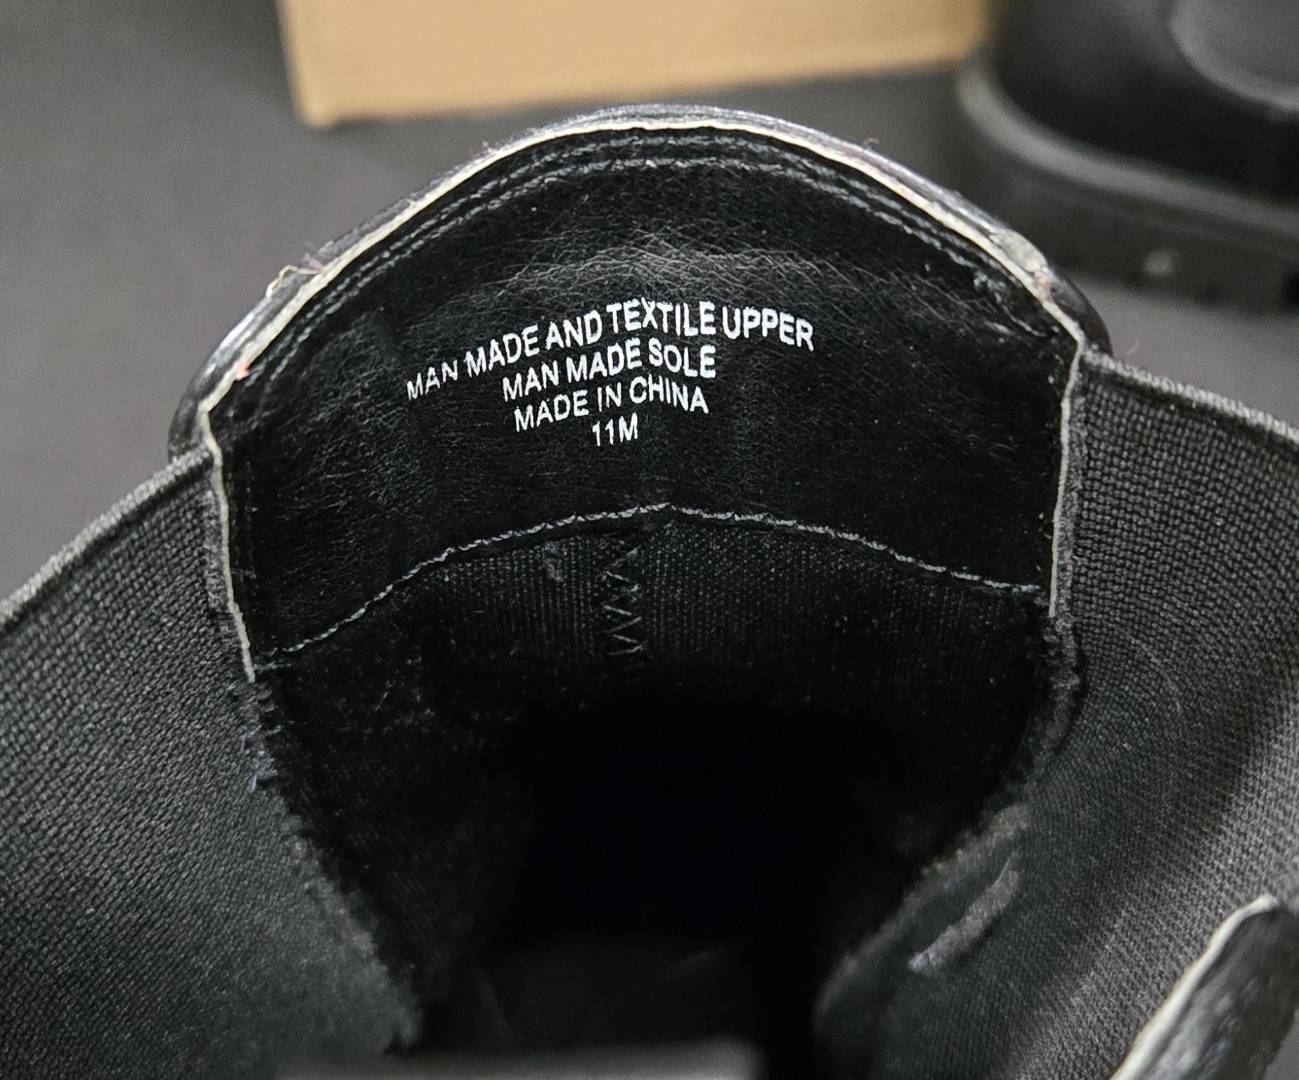 MAN MADE AND TEXTILE UPPER
MAN MADE SOLE
MADE IN CHINA
11M